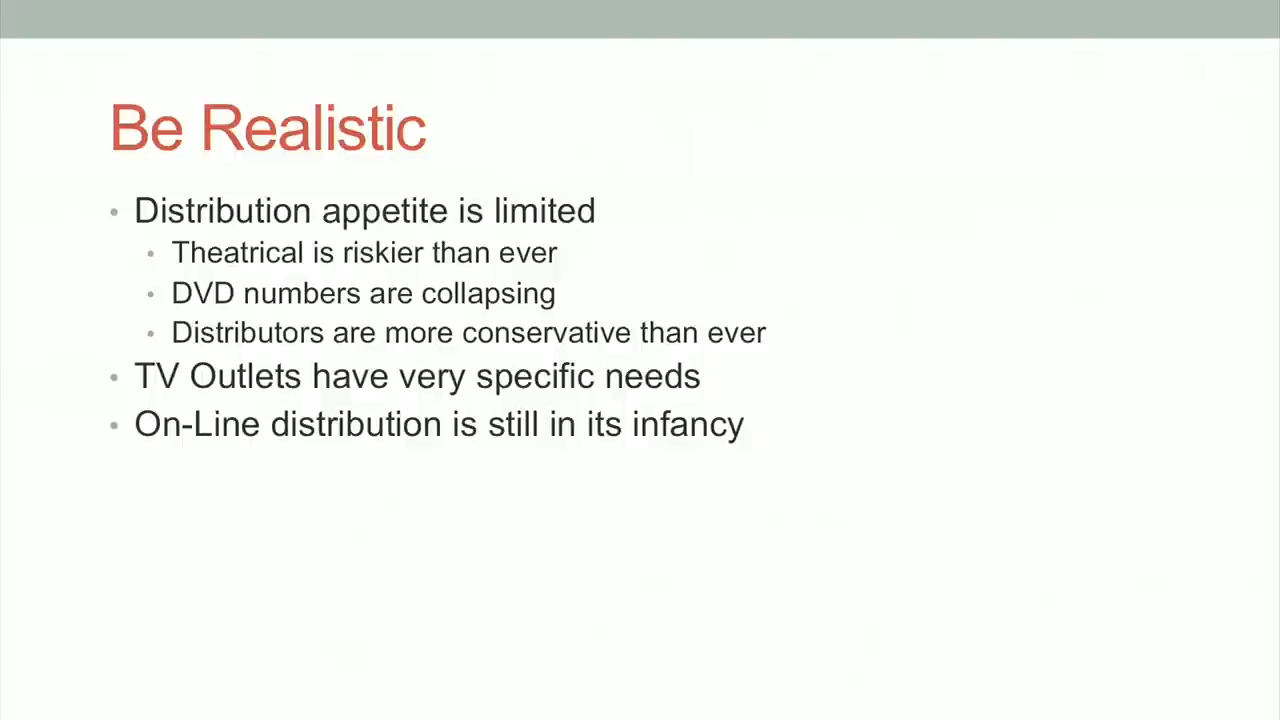 Be Realistic
• Distribution appetite is limited
• Theatrical is riskier than ever
• DVD numbers are collapsing
• Distributors are more conservative than ever
• TV Outlets have very specific needs
• On-Line distribution is still in its infancy